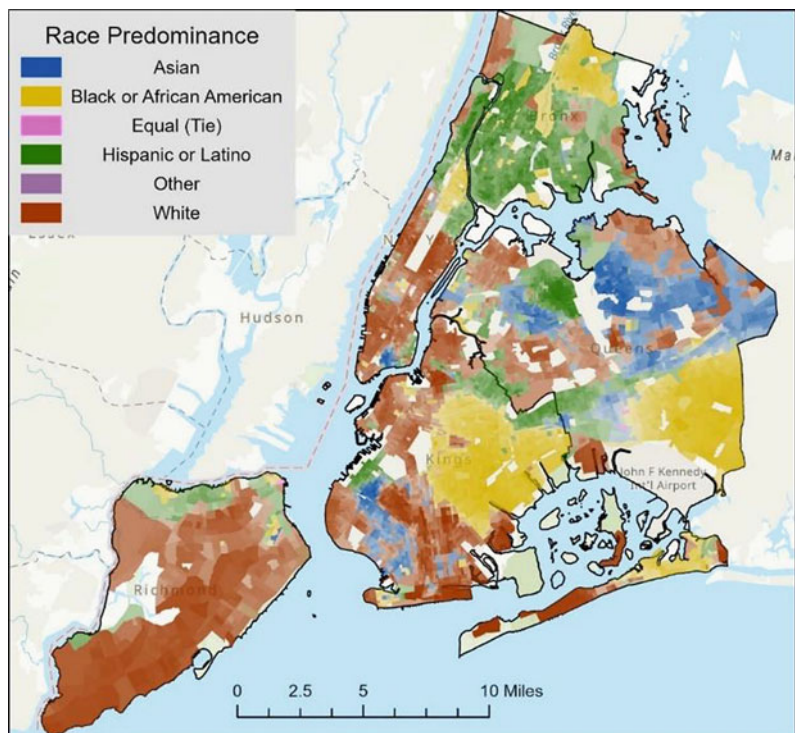 Race Predominance
Asian
Black or African American
Equal (Tie)
Hispanic or Latino
Other
White
N
Bronx
Hudson
Queens
Kings
John F Kennedy
Int'l Airport
Richmond
0 2.5 5 10 Miles